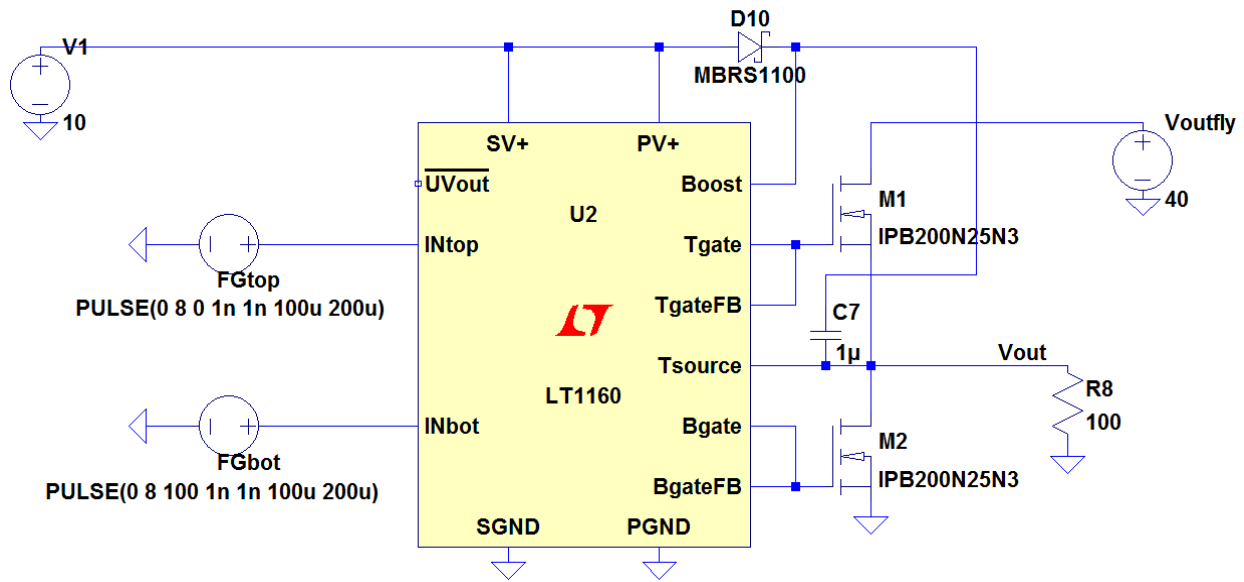 D10
V1
MBRS1100
10
SV+
PV+
Voutfly
UVout
Boost
40
U2
M1
INtop
Tgate
IPB200N25N3
FGtop
PULSE(0 8 0 1n 1n 100u 200u)
TgateFB
C7
1µ
Tsource
Vout
LT1160
R8
100
INbot
Bgate
M2
FGbot
PULSE(0 8 100 1n 1n 100u 200u)
BgateFB
IPB200N25N3
SGND
PGND